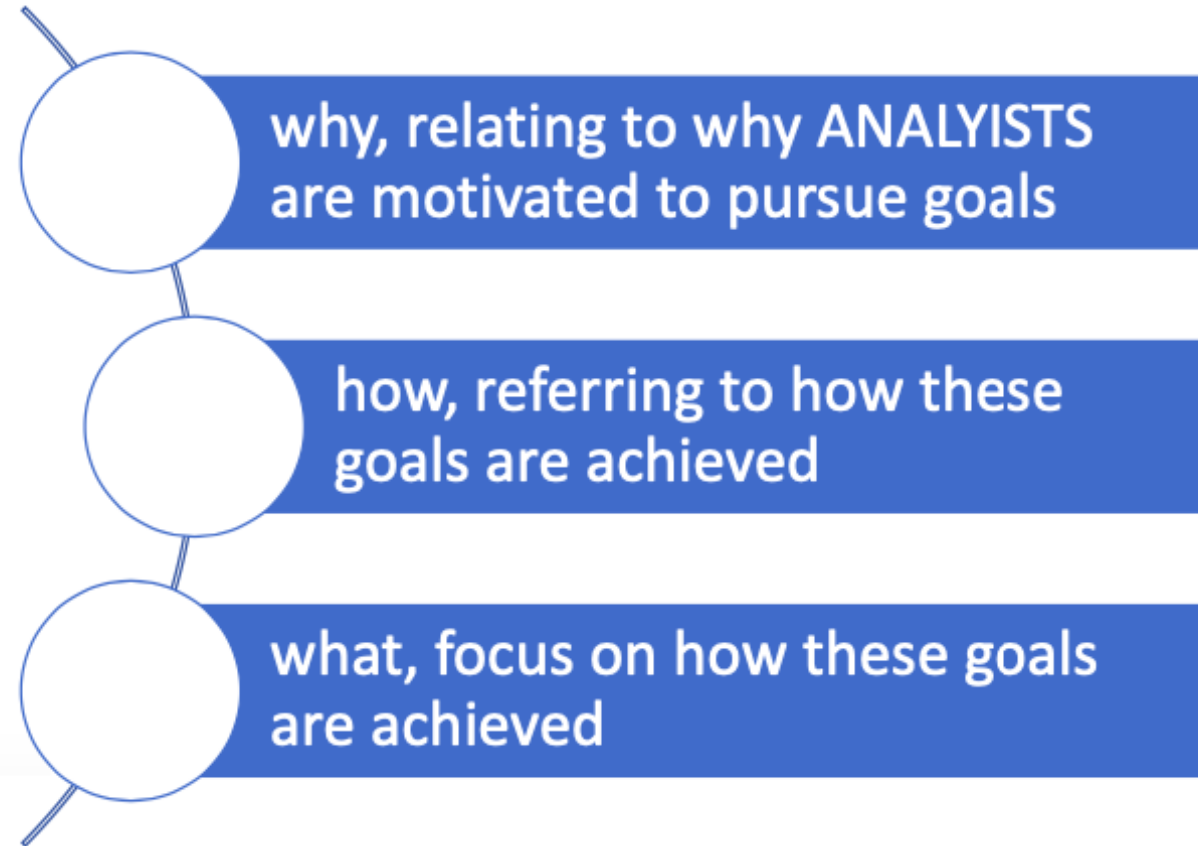 why, relating to why ANALYISTS
are motivated to pursue goals
how, referring to how these
goals are achieved
what, focus on how these goals
are achieved